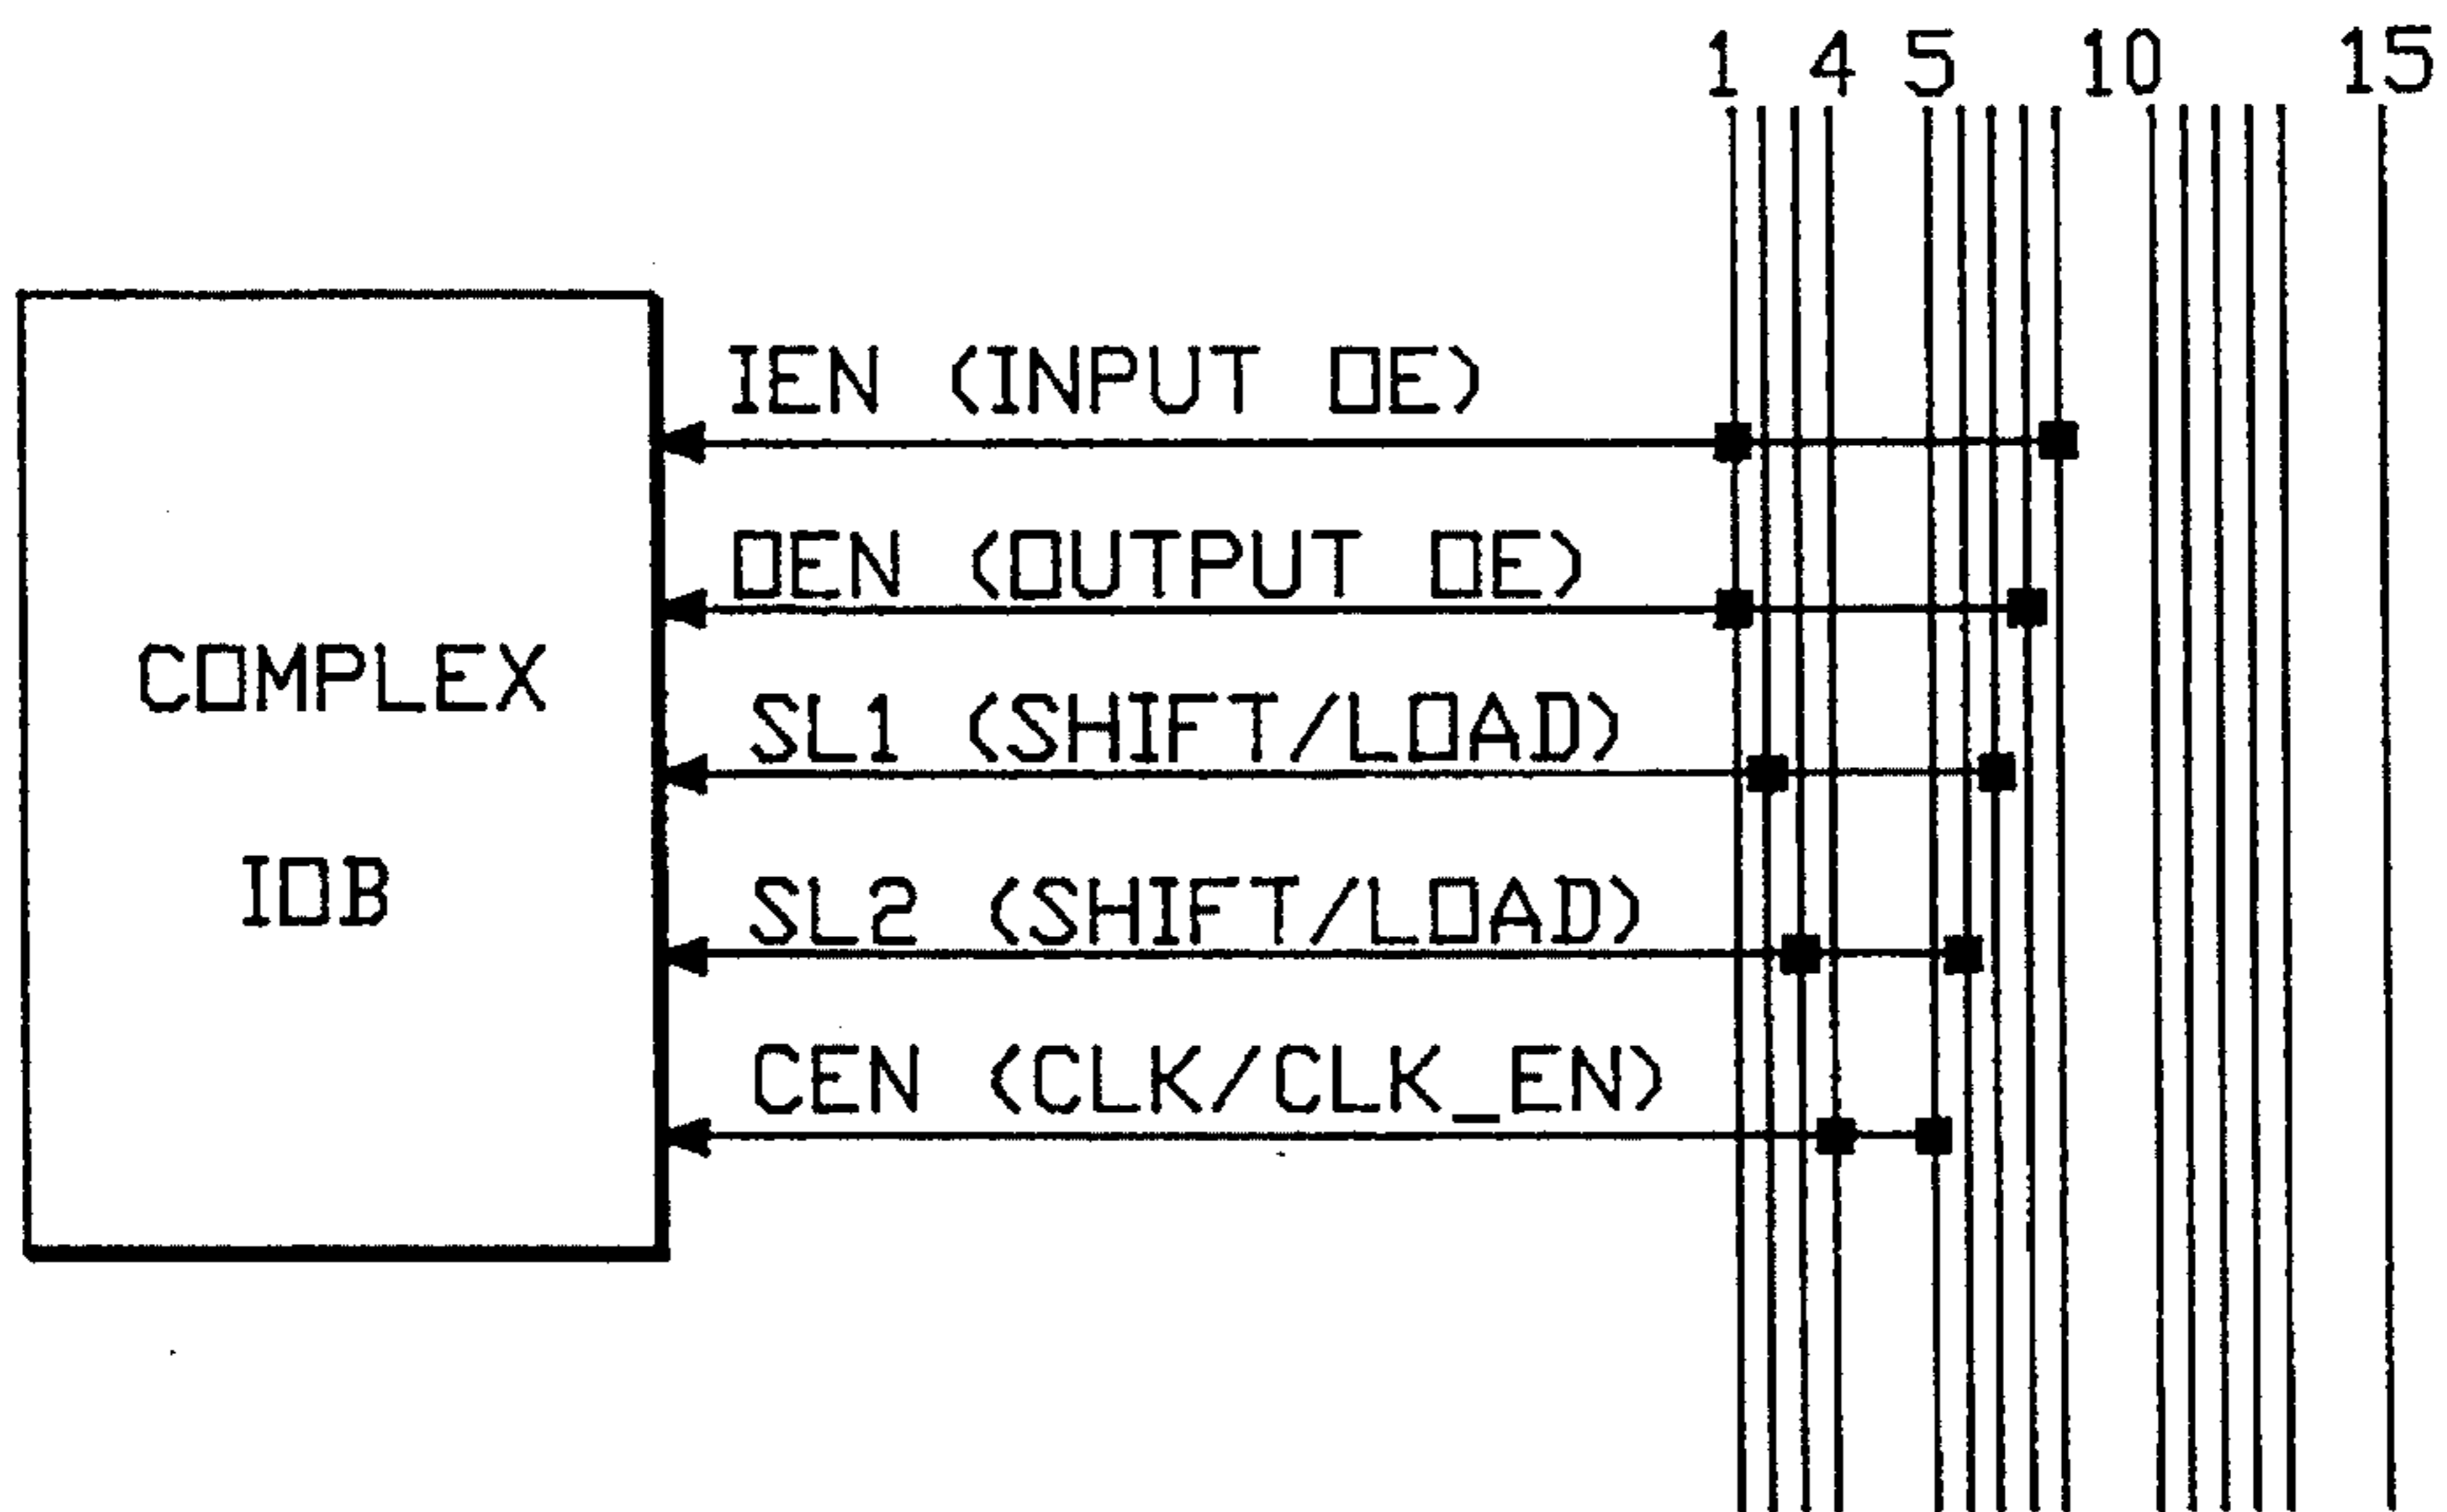 1 4 5 10 15
IEN (INPUT OE)
OEN (OUTPUT OE)
SL1 (SHIFT/LOAD)
SL2 (SHIFT/LOAD)
CEN (CLK/CLK_EN)
COMPLEX
IOB